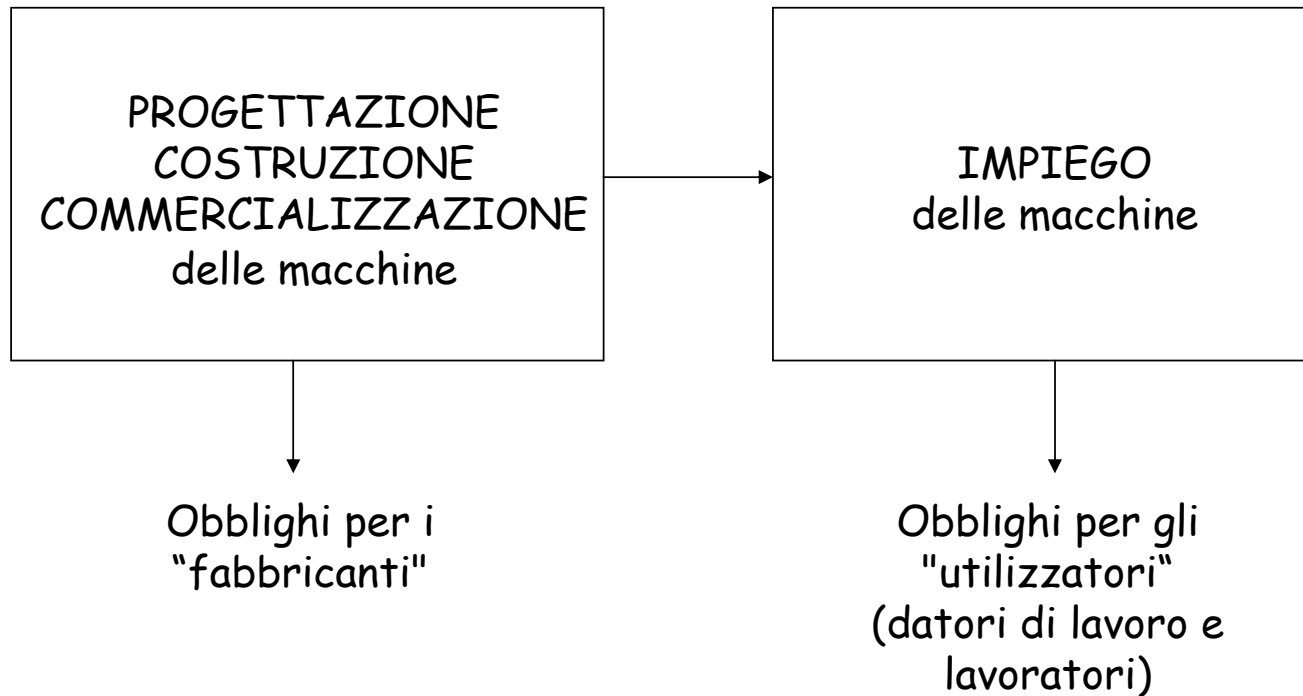 PROGETTAZIONE
COSTRUZIONE
COMMERCIALIZZAZIONE
delle macchine
IMPIEGO
delle macchine
Obblighi per i
“fabbricanti"
Obblighi per gli
"utilizzatori“
(datori di lavoro e
lavoratori)